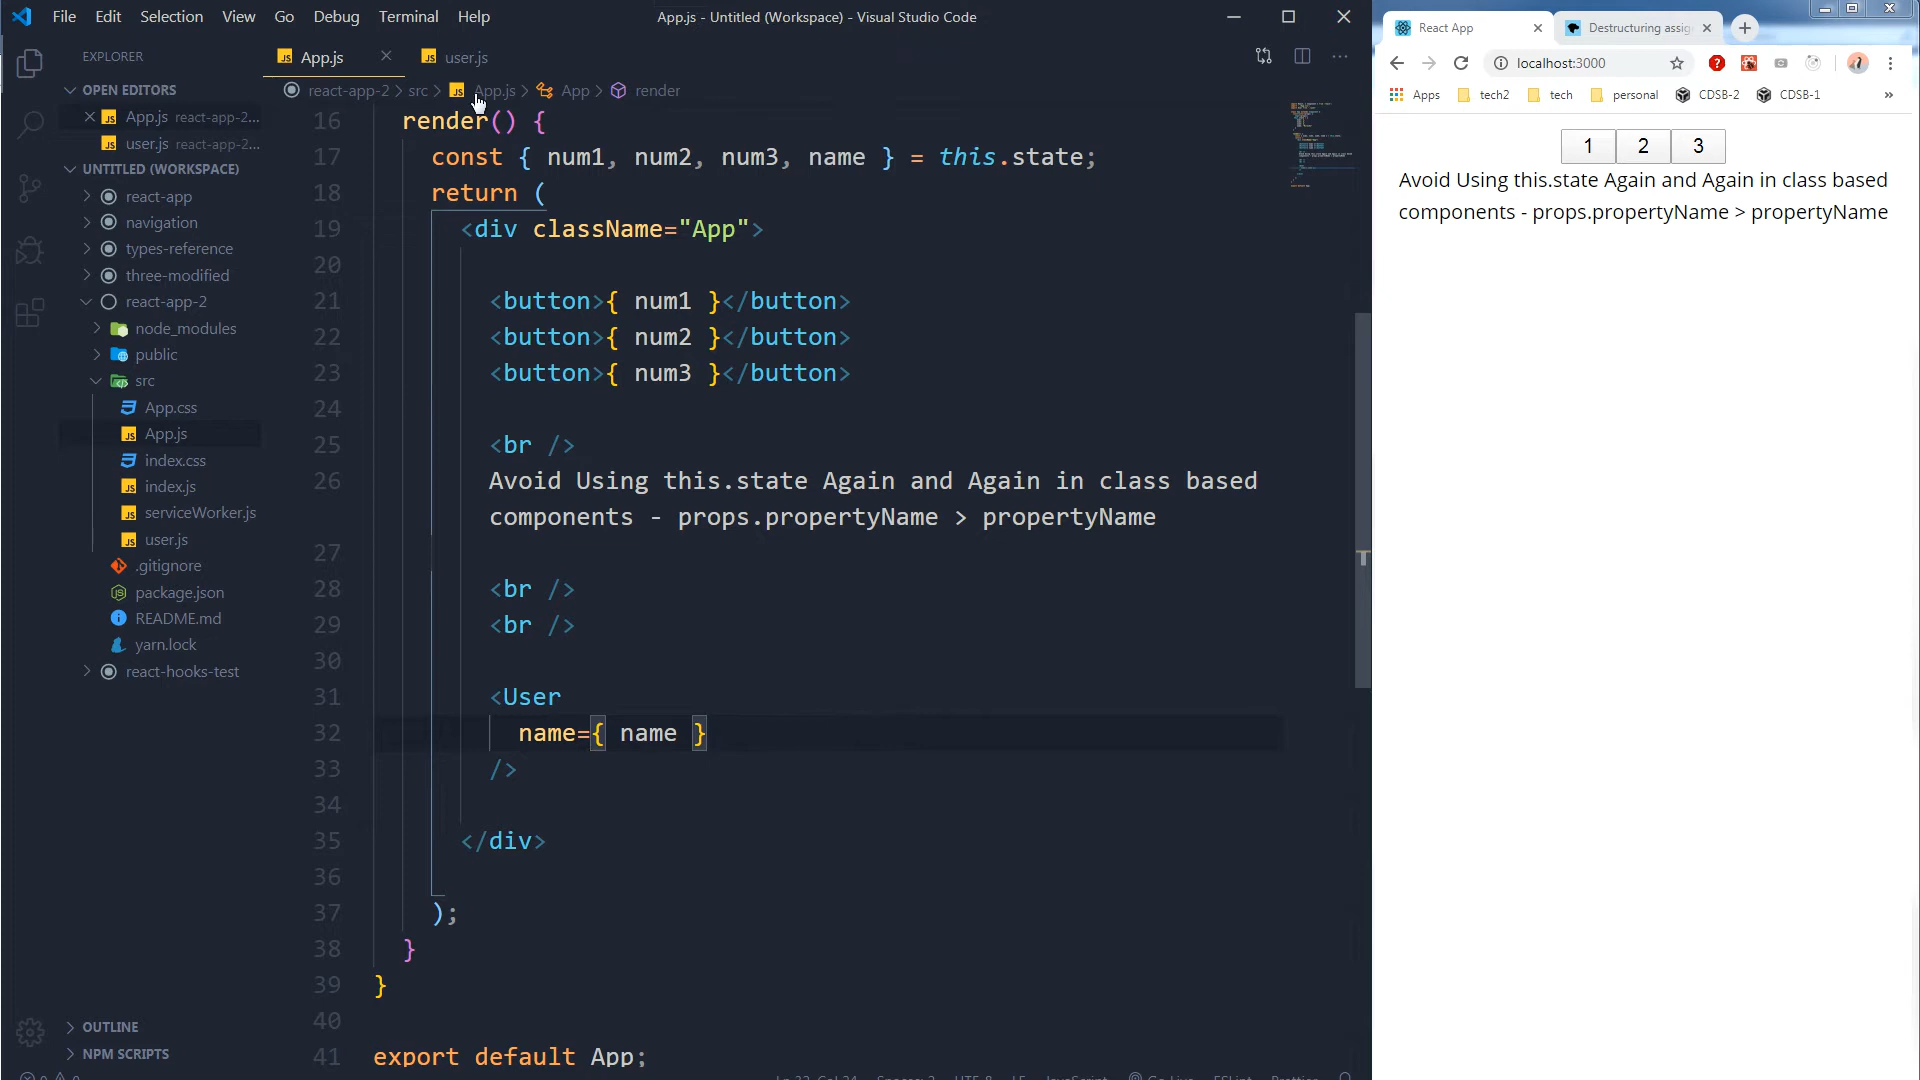 File Edit Selection View Go Debug Terminal Help
App.js - Untitled (Workspace) - Visual Studio Code
EXPLORER
OPEN EDITORS
App.js react-app-2...
user.js react-app-2...
UNTITLED (WORKSPACE)
react-app
navigation
types-reference
three-modified
react-app-2
node_modules
public
src
App.css
App.js
index.css
index.js
serviceWorker.js
user.js
.gitignore
package.json
README.md
yarn.lock
react-hooks-test
OUTLINE
NPM SCRIPTS
App.js user.js
react-app-2 > src > App.js > App > render
16 render() {
17 const { num1, num2, num3, name } = this.state;
18 return (
19 <div className="App">
20
21 <button>{ num1 }</button>
22 <button>{ num2 }</button>
23 <button>{ num3 }</button>
24
25 <br />
26 Avoid Using this.state Again and Again in class based
components - props.propertyName > propertyName
27
28 <br />
29 <br />
30
31 <User
32 name={ name }
33 />
34
35 </div>
36
37 );
38 }
39 }
40
41 export default App;
React App
Destructuring assig
localhost:3000
Apps tech2 tech personal CDSB-2 CDSB-1 »
1 2 3
Avoid Using this.state Again and Again in class based
components - props.propertyName > propertyName